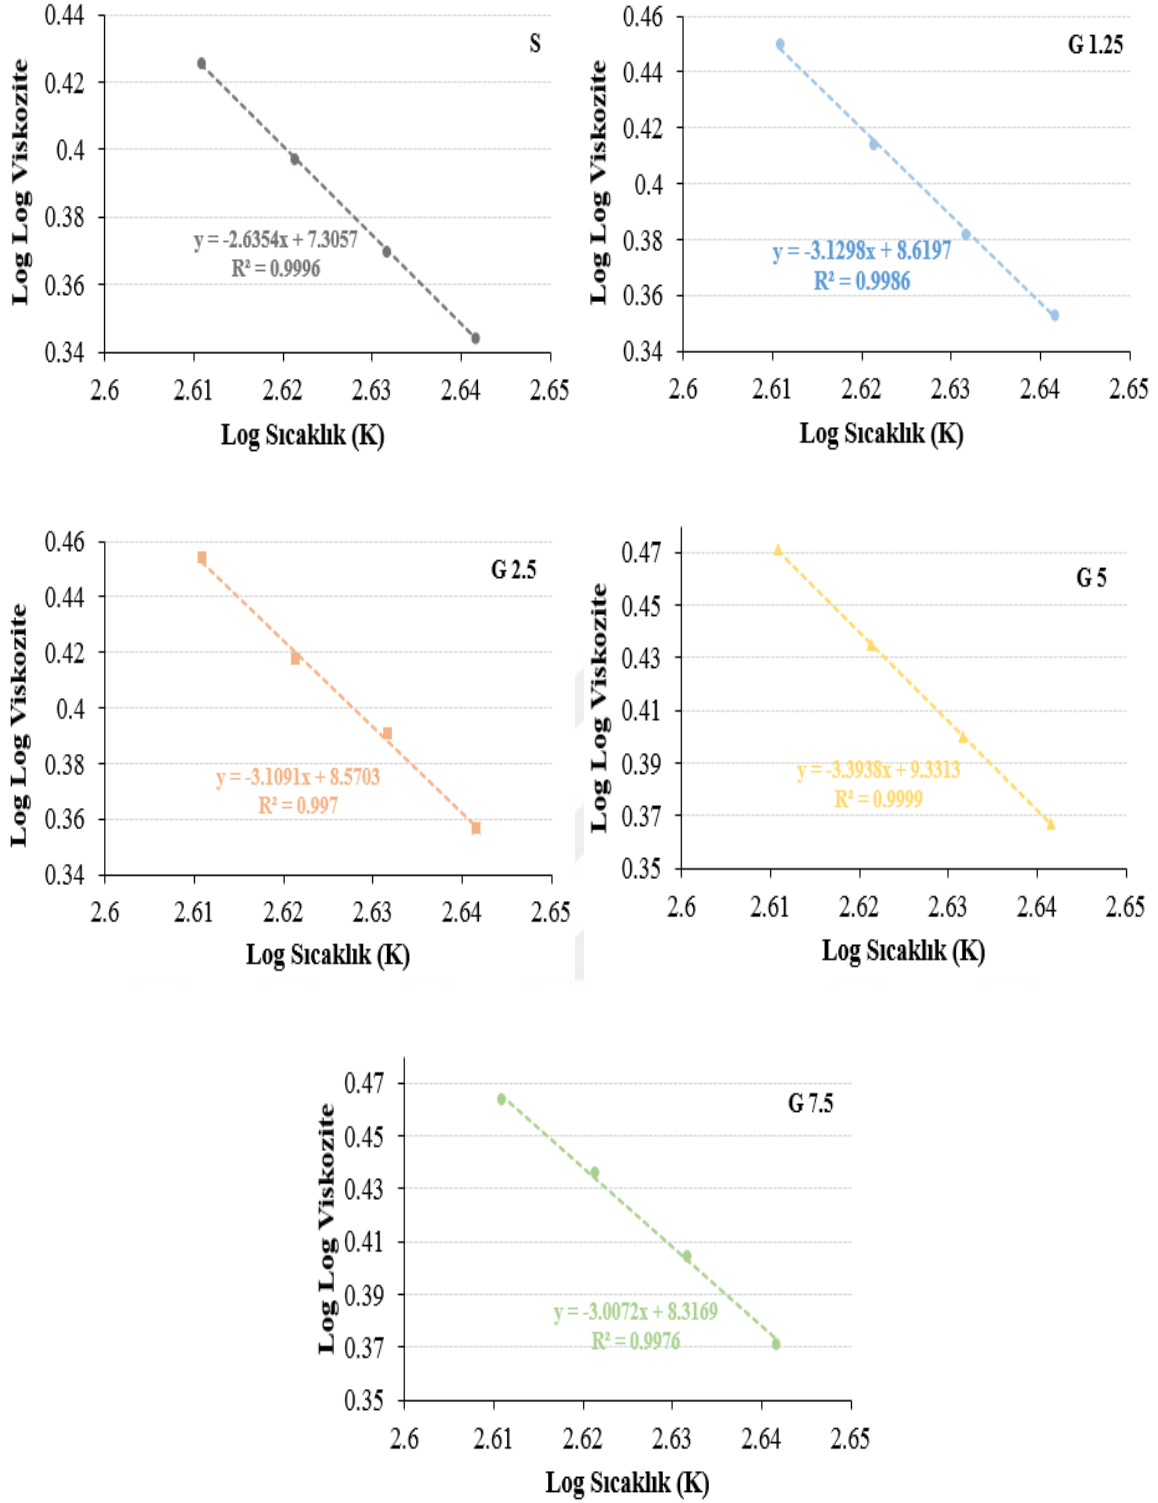 S
0.44
0.42
0.4
0.38
0.36
0.34
Log Log Viskozite
y = -2.6354x + 7.3057
R² = 0.9996
2.6 2.61 2.62 2.63 2.64 2.65
Log Sıcaklık (K)
G 1.25
0.46
0.44
0.42
0.4
0.38
0.36
0.34
Log Log Viskozite
y = -3.1298x + 8.6197
R² = 0.9986
2.6 2.61 2.62 2.63 2.64 2.65
Log Sıcaklık (K)
G 2.5
0.46
0.44
0.42
0.4
0.38
0.36
0.34
Log Log Viskozite
y = -3.1091x + 8.5703
R² = 0.997
2.6 2.61 2.62 2.63 2.64 2.65
Log Sıcaklık (K)
G 5
0.47
0.45
0.43
0.41
0.39
0.37
0.35
Log Log Viskozite
y = -3.3938x + 9.3313
R² = 0.9999
2.6 2.61 2.62 2.63 2.64 2.65
Log Sıcaklık (K)
G 7.5
0.47
0.45
0.43
0.41
0.39
0.37
0.35
Log Log Viskozite
y = -3.0072x + 8.3169
R² = 0.9976
2.6 2.61 2.62 2.63 2.64 2.65
Log Sıcaklık (K)